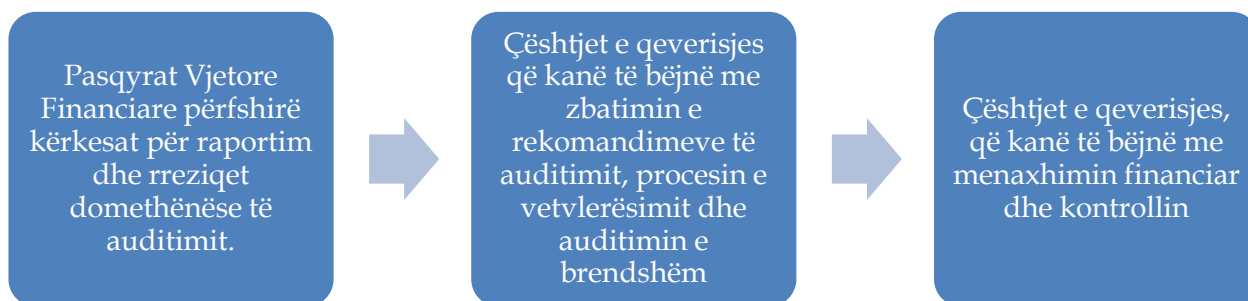 Pasqyrat Vjetore
Financiare përfshirë
kërkesat për raportim
dhe rreziqet
domethënëse të
auditimit.
Çështjet e qeverisjes
që kanë të bëjnë me
zbatimin e
rekomandimeve të
auditimit, procesin e
vetvlerësimit dhe
auditimin e
brendshëm
Çështjet e qeverisjes,
që kanë të bëjnë me
menaxhimin financiar
dhe kontrollin